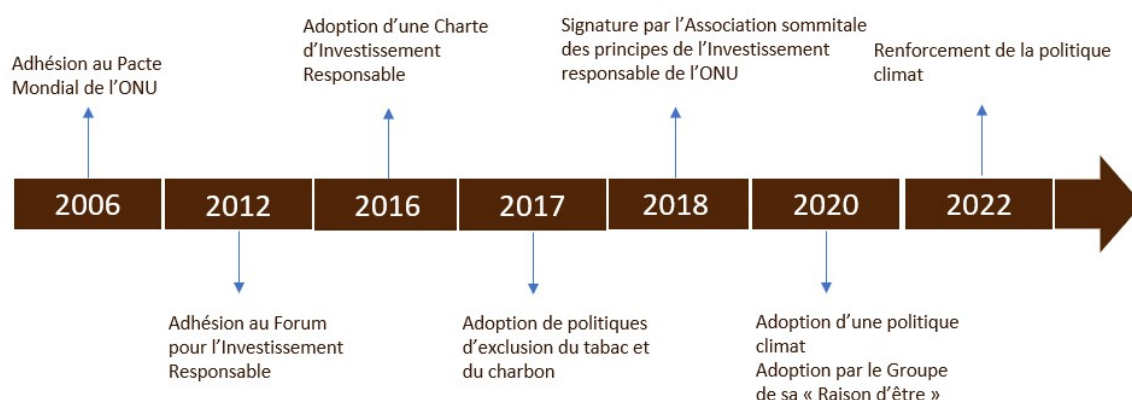 Adhésion au Pacte
Mondial de l'ONU
Adoption d'une Charte
d'Investissement
Responsable
Signature par l'Association sommitale
des principes de l'Investissement
responsable de l'ONU
Renforcement de la politique
climat
2006
2012
2016
2017
2018
2020
2022
Adhésion au Forum
pour l'Investissement
Responsable
Adoption de politiques
d'exclusion du tabac et
du charbon
Adoption d'une politique
climat
Adoption par le Groupe
de sa « Raison d'être »